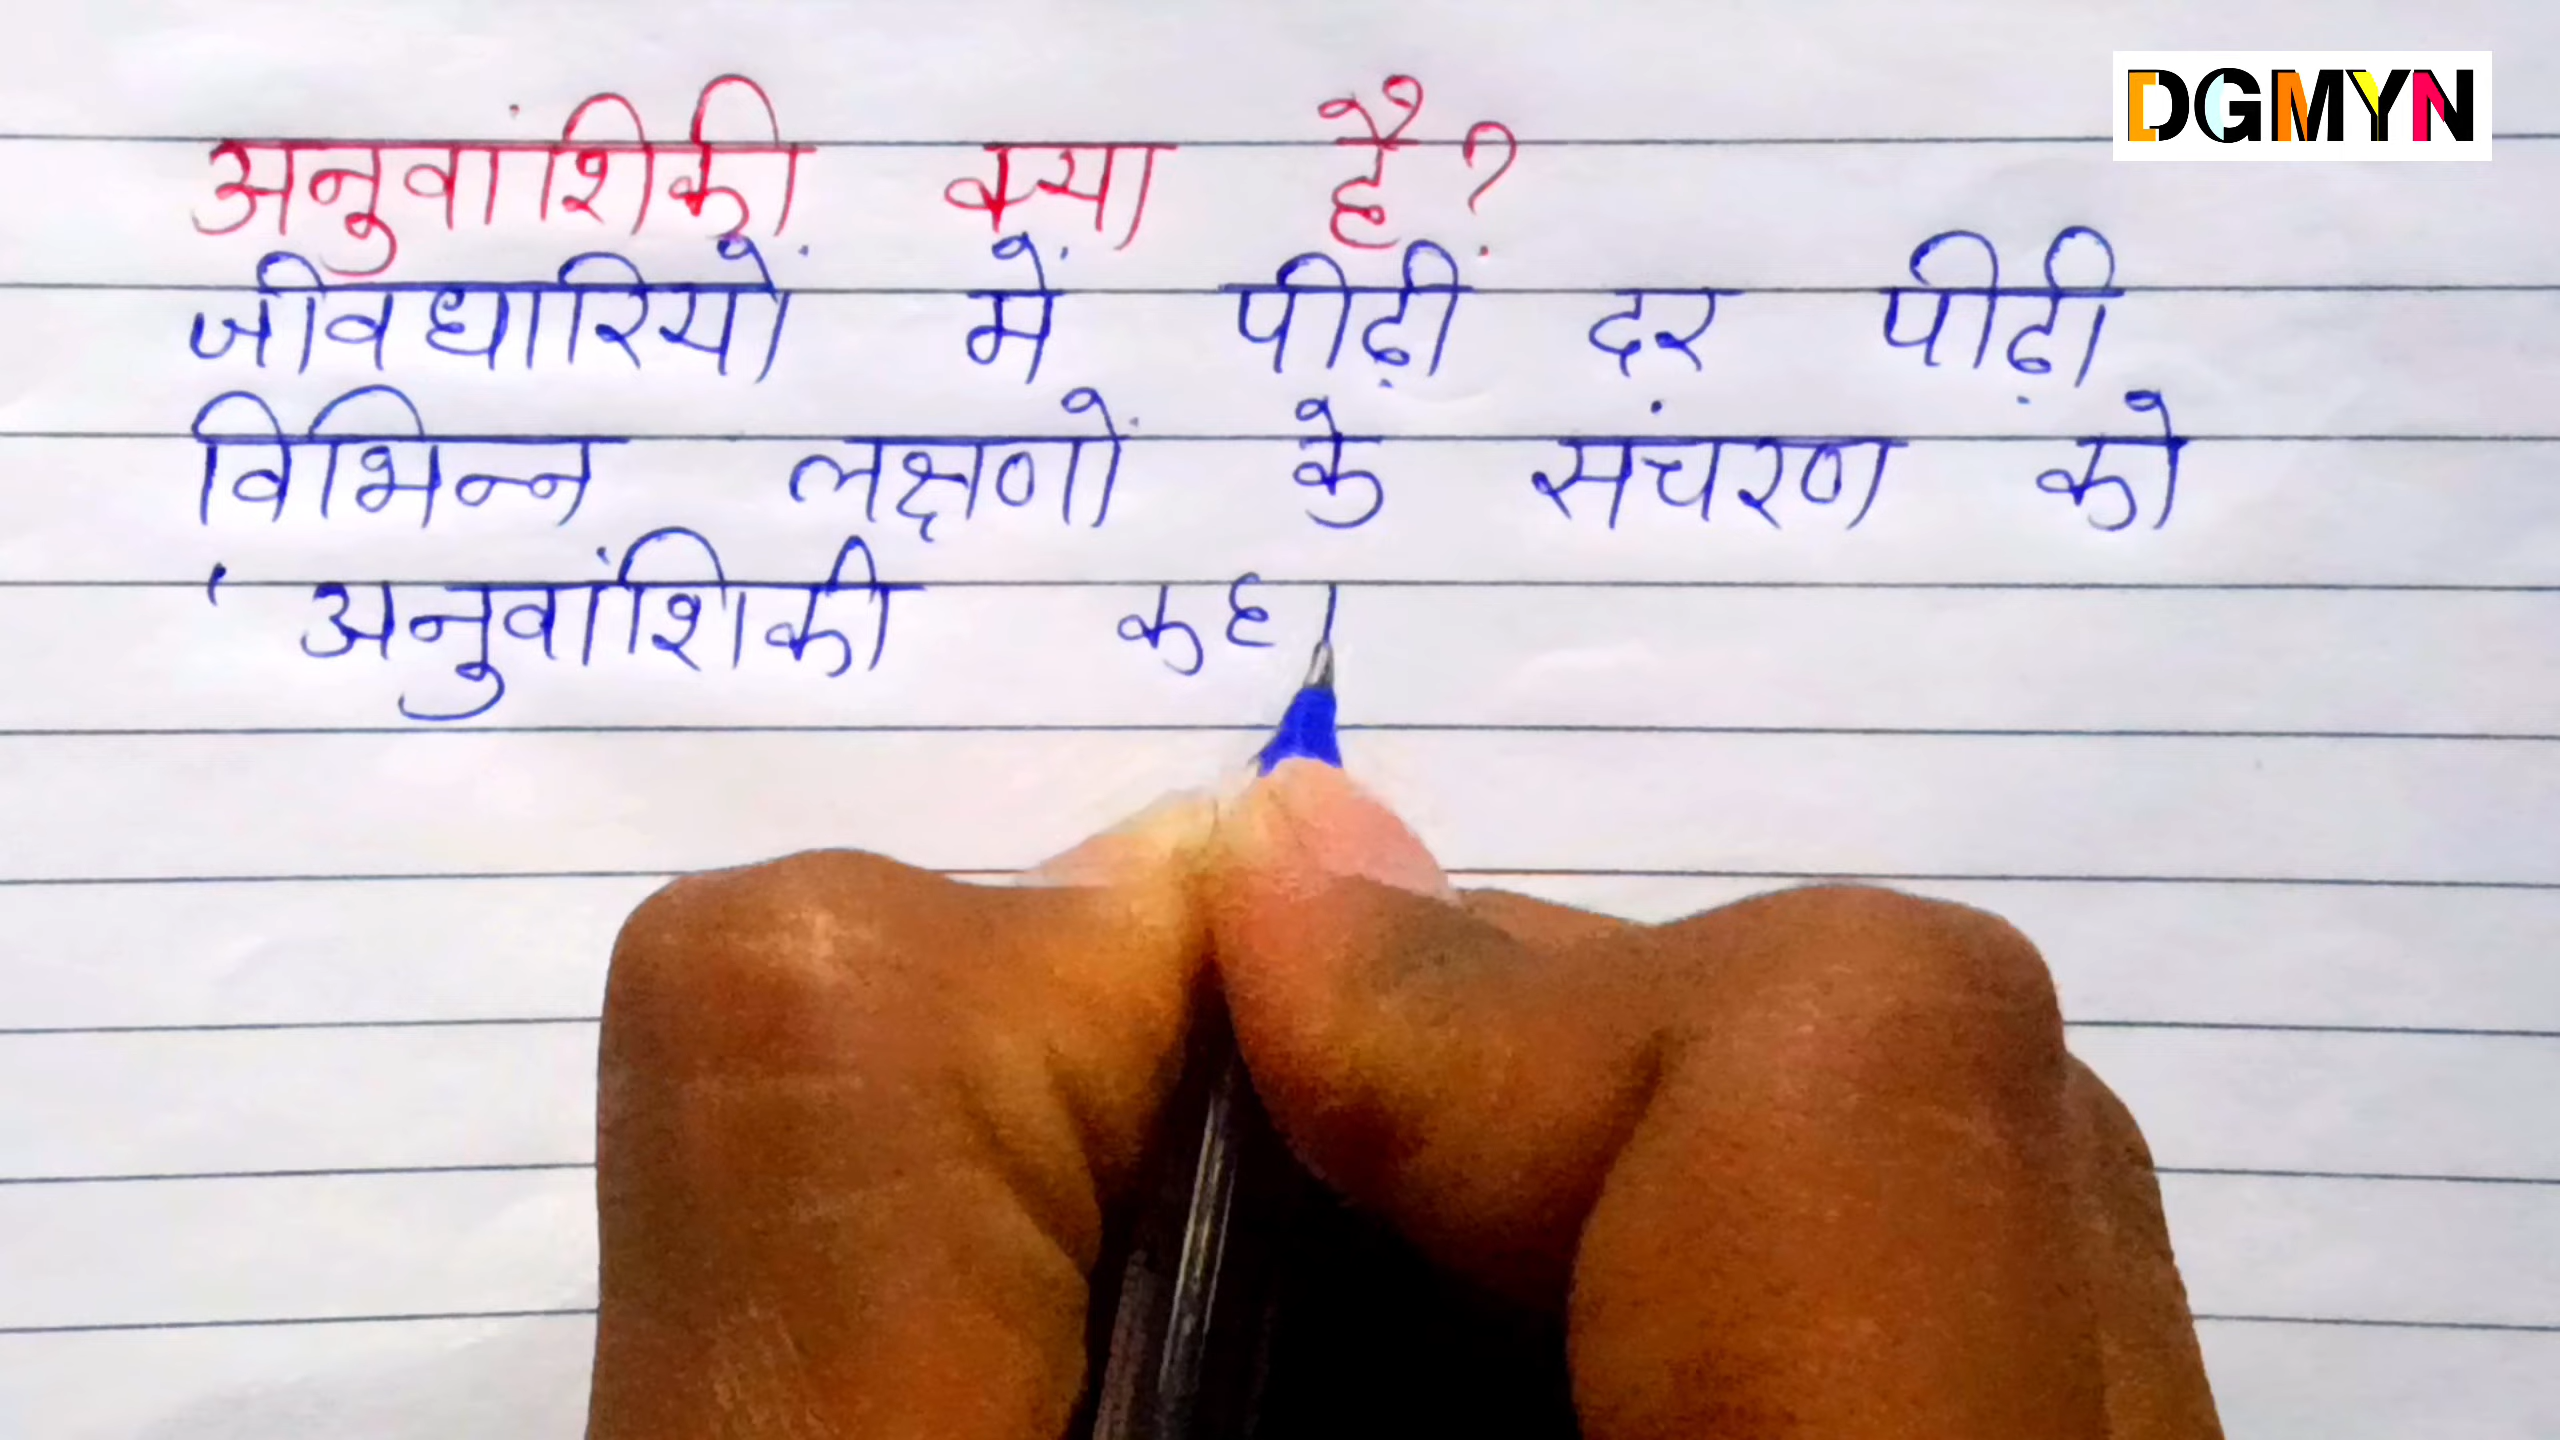 DGMYN
अनुवांशिकी क्या है?
जीवधारियों में पीढ़ी दर पीढ़ी
विभिन्न लक्षणों के संचरण को
' अनुवांशिकी कहा